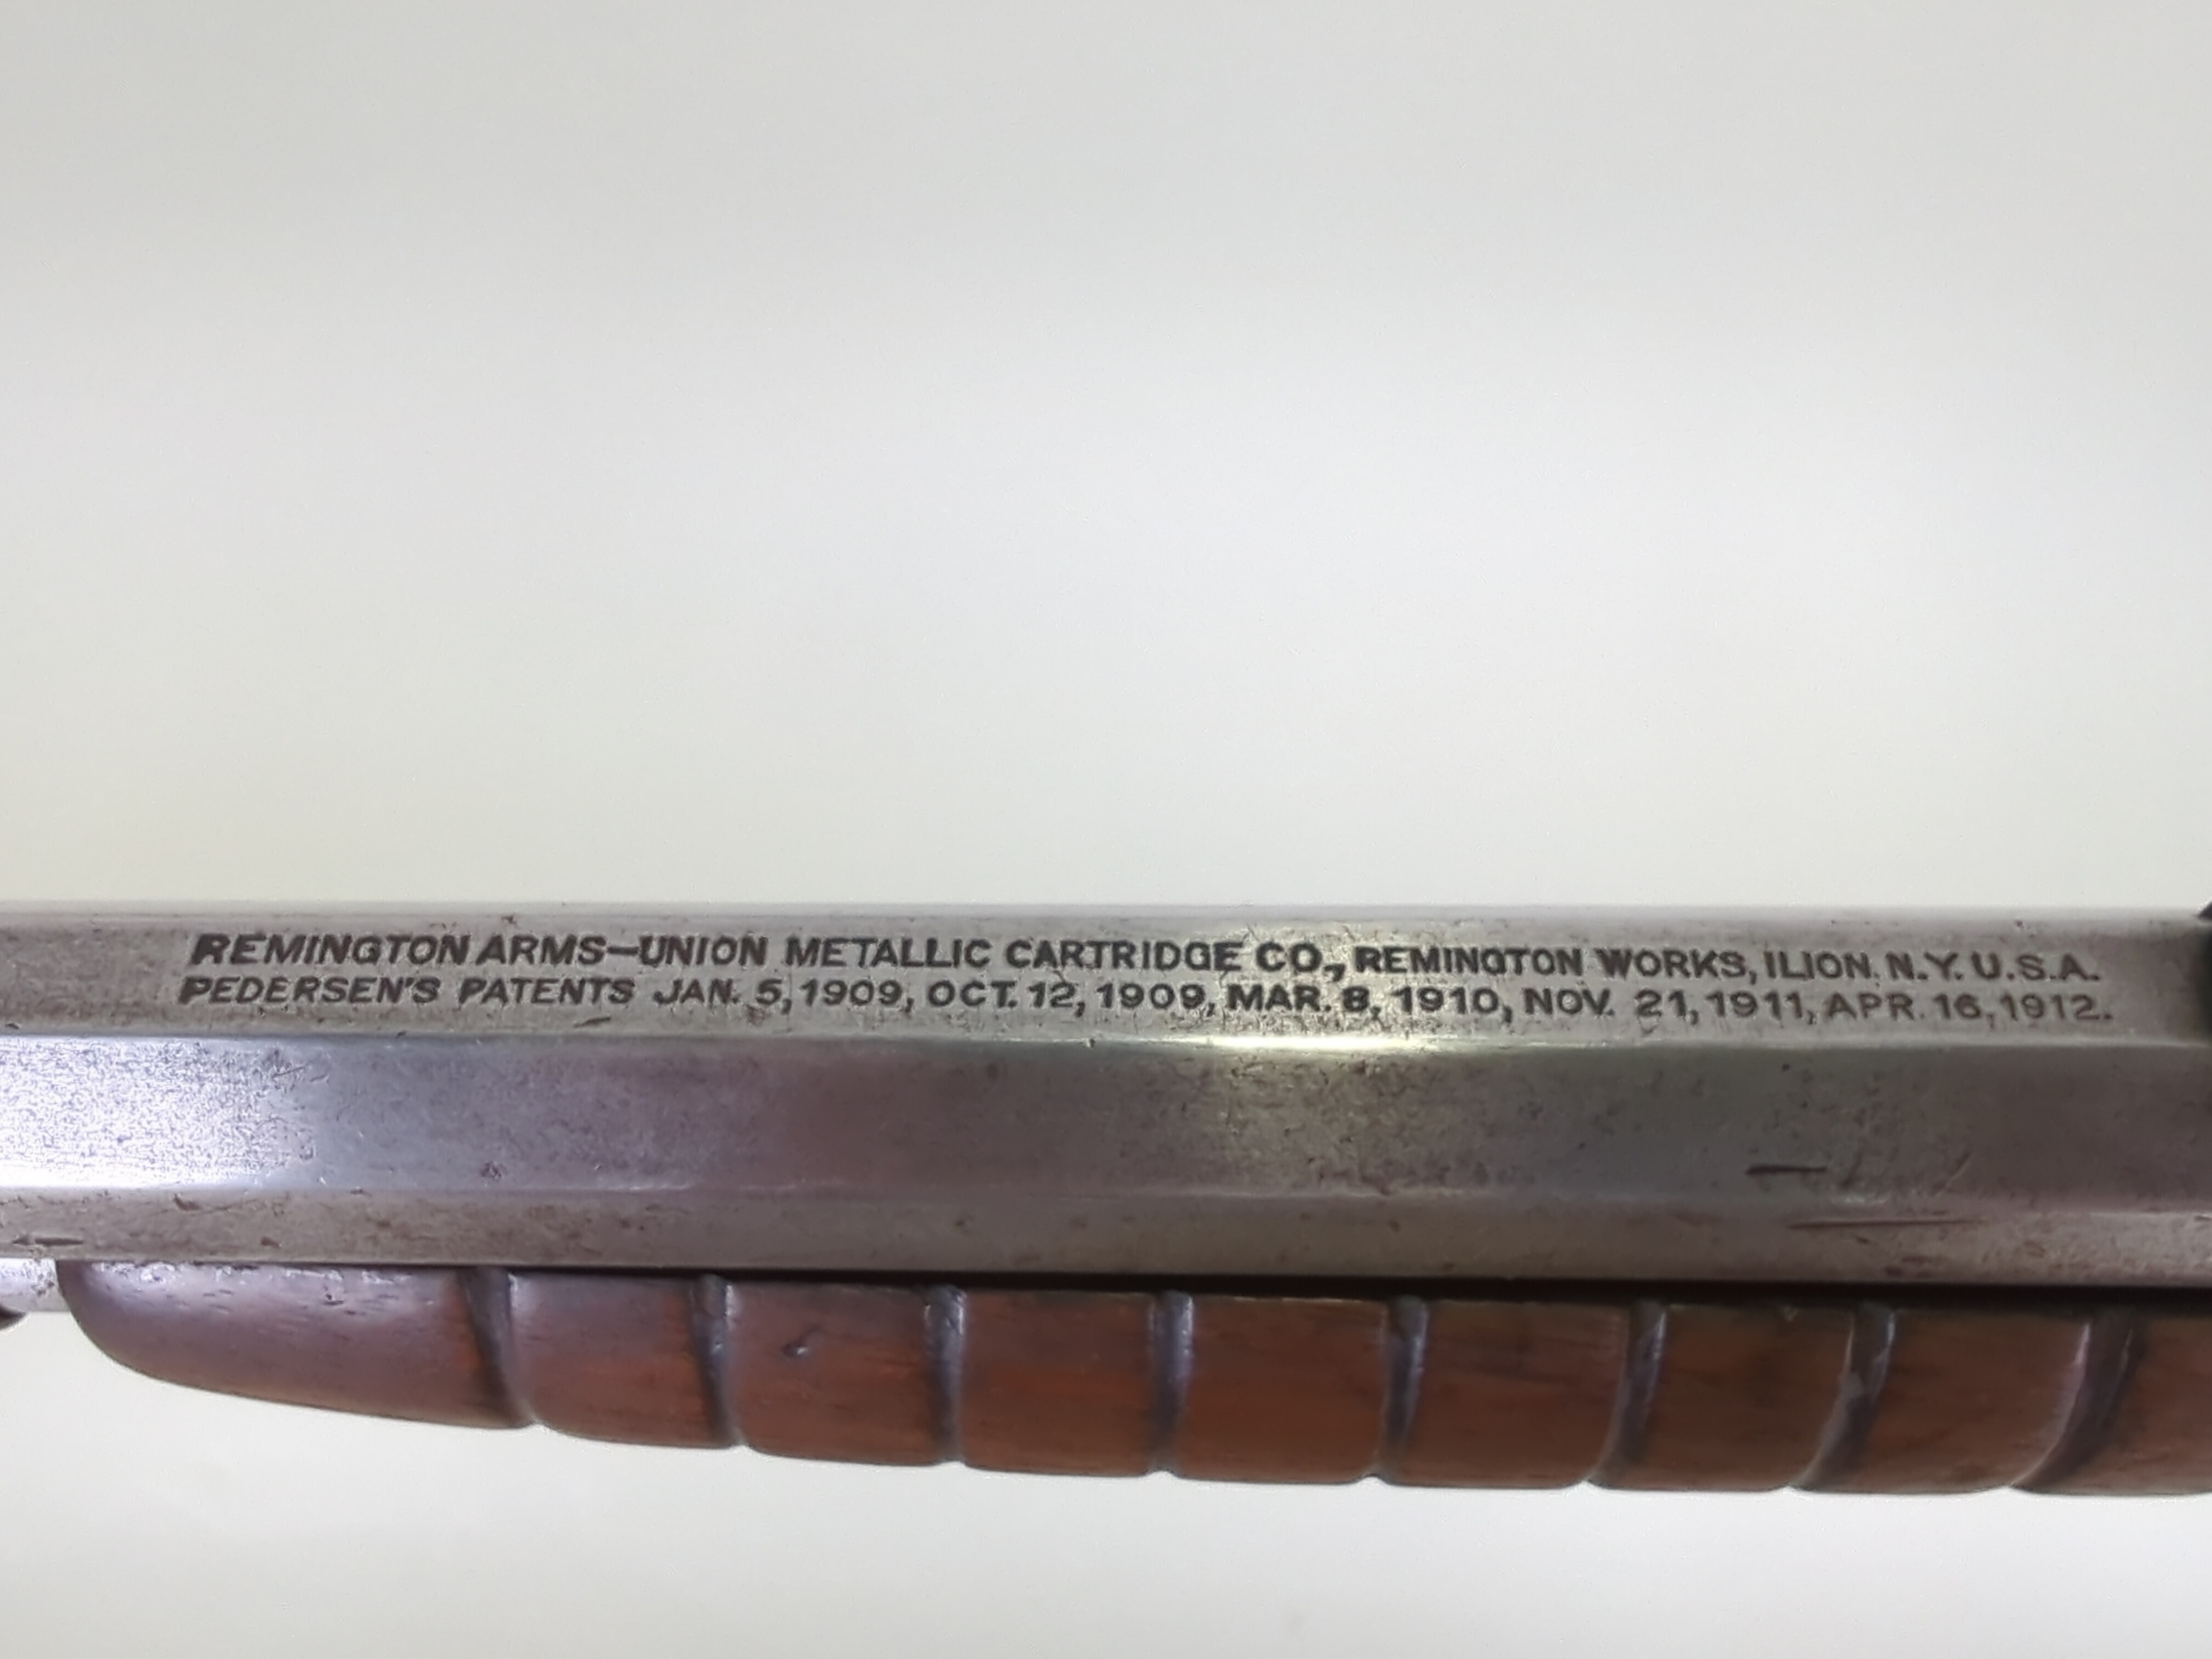 REMINGTON ARMS–UNION METALLIC CARTRIDGE CO., REMINGTON WORKS, ILION. N.Y. U.S.A.
PEDERSEN'S PATENTS JAN. 5, 1909, OCT. 12, 1909, MAR. 8, 1910, NOV. 21, 1911, APR. 16, 1912.